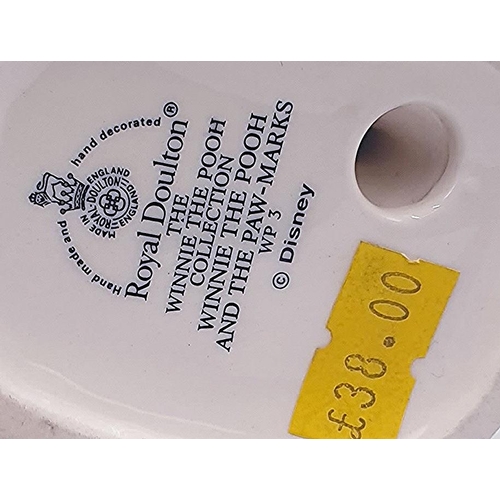 Hand made and hand decorated
MADE IN ENGLAND
ROYAL DOULTON
ENGLAND
Royal Doulton®
THE
WINNIE THE POOH
COLLECTION
WINNIE THE POOH
AND THE PAW-MARKS
WP 3
© Disney
£38.00